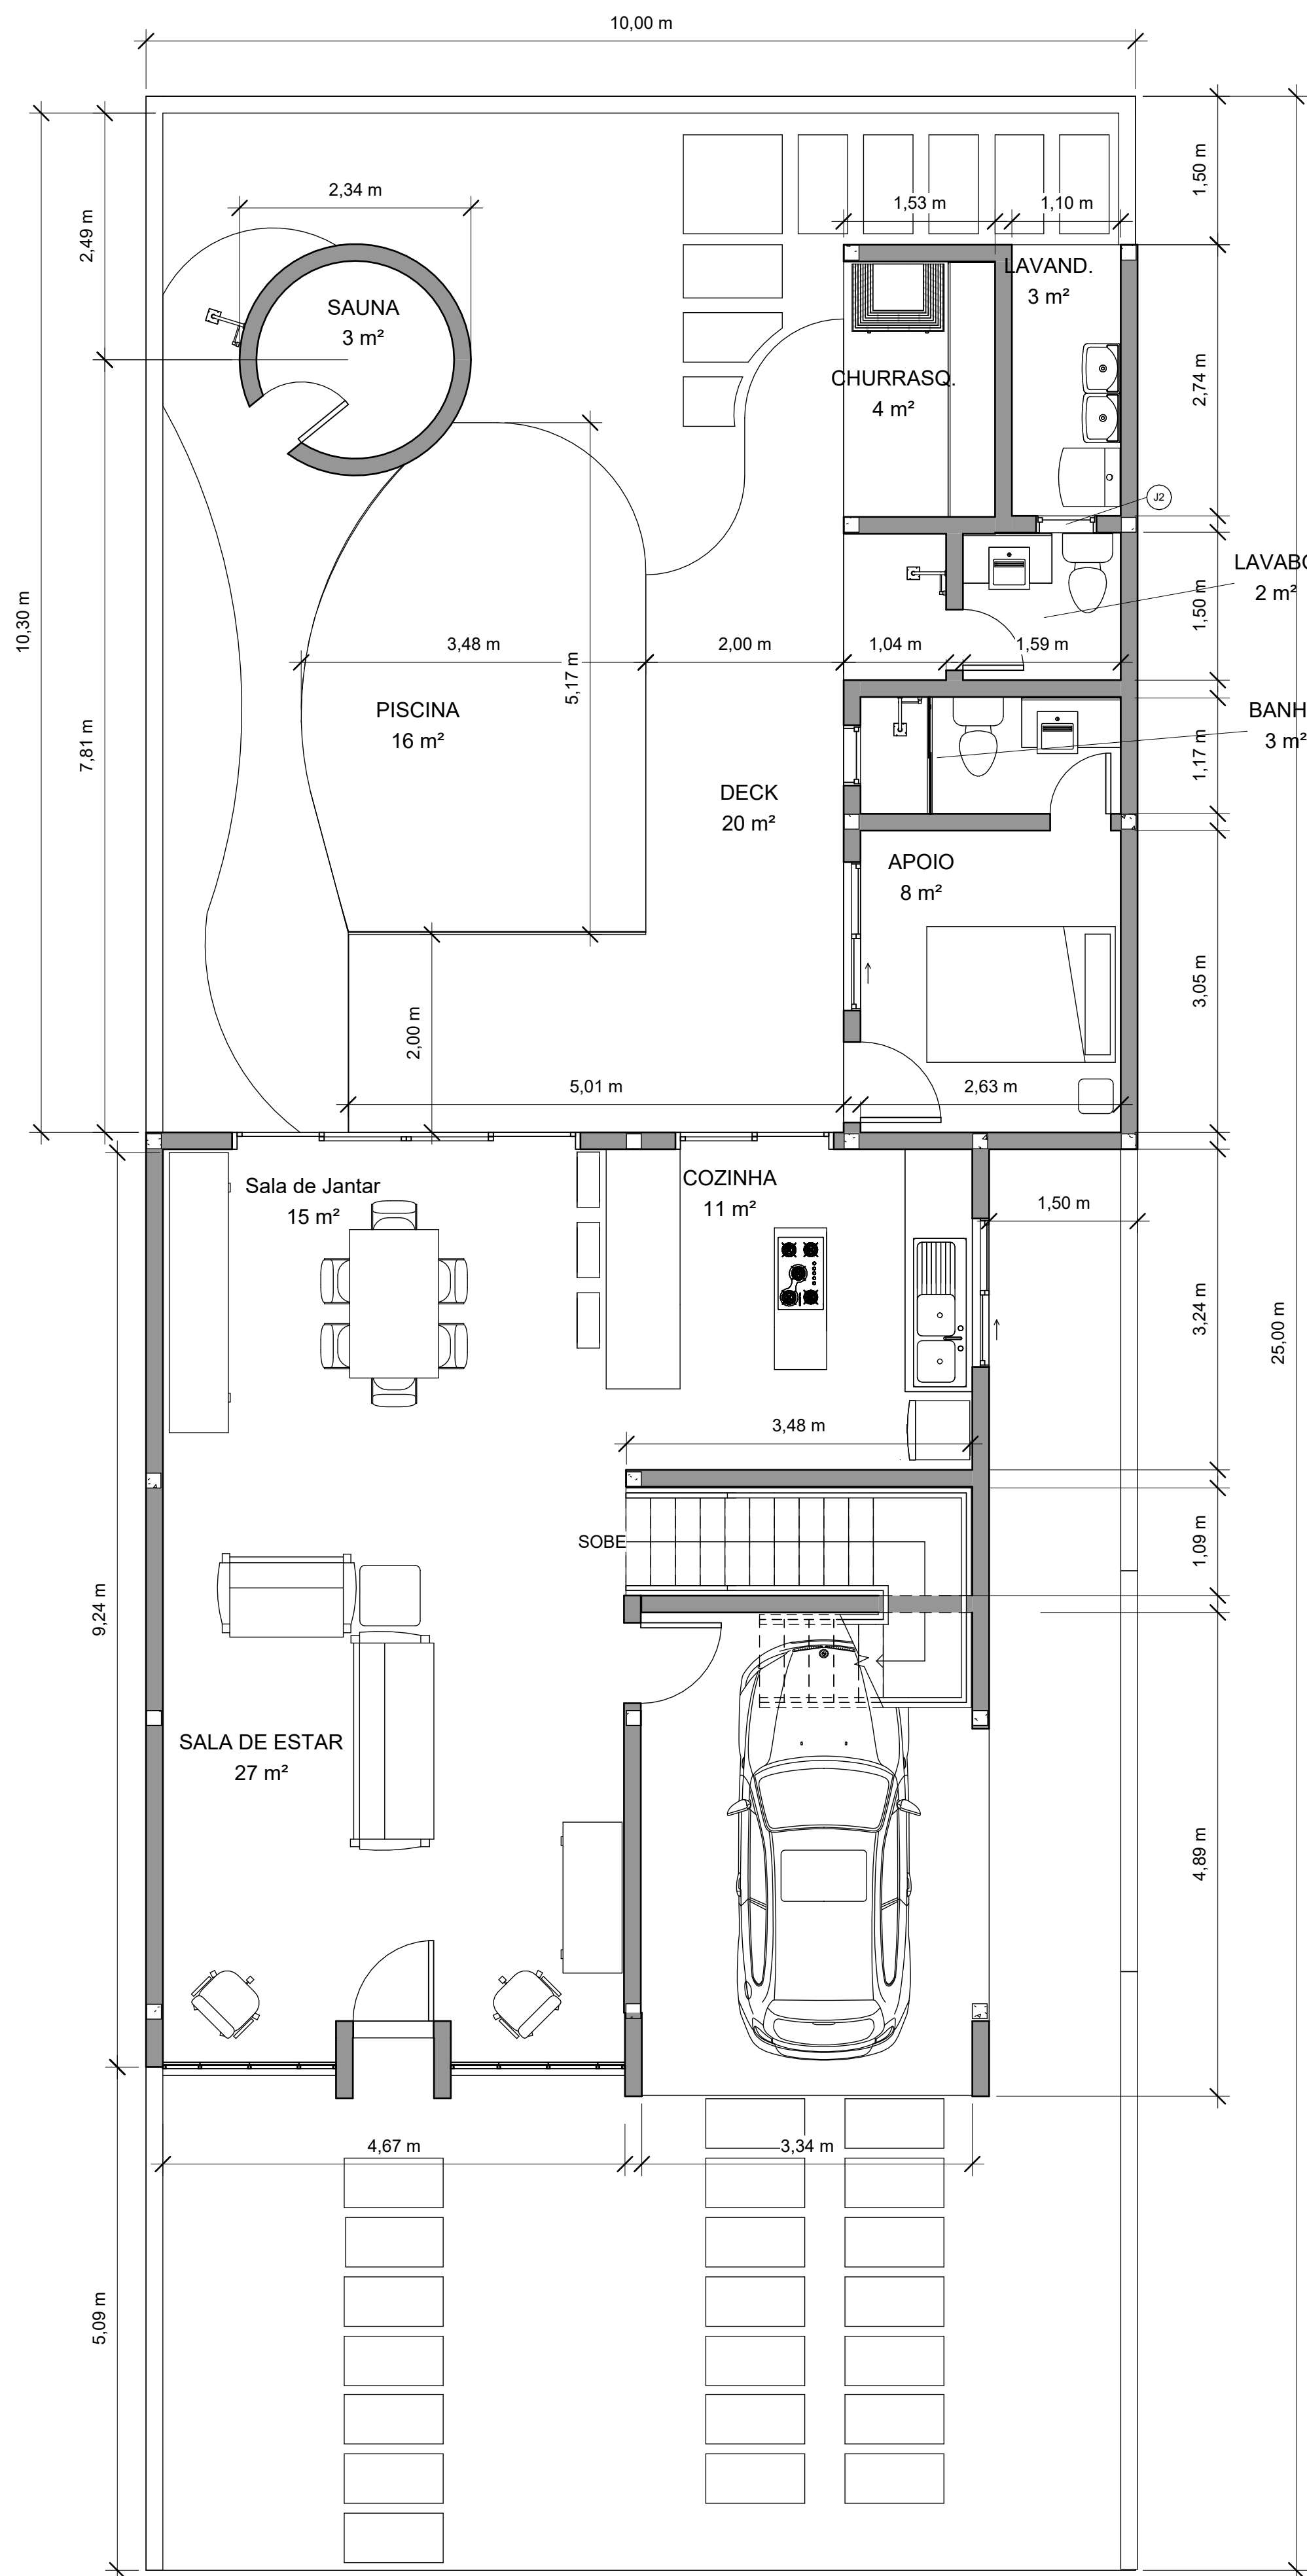 10,00 m
1,50 m
2,34 m
1,53 m
1,10 m
2,49 m
LAVAND.
3 m²
SAUNA
3 m²
CHURRASQ.
4 m²
2,74 m
J2
LAVABO
2 m²
1,50 m
10,30 m
3,48 m
2,00 m
1,04 m
1,59 m
5,17 m
PISCINA
16 m²
BANH
3 m²
7,81 m
1,17 m
DECK
20 m²
APOIO
8 m²
3,05 m
2,00 m
5,01 m
2,63 m
Sala de Jantar
15 m²
COZINHA
11 m²
1,50 m
3,24 m
25,00 m
3,48 m
SOBE
1,09 m
9,24 m
SALA DE ESTAR
27 m²
4,89 m
4,67 m
3,34 m
5,09 m